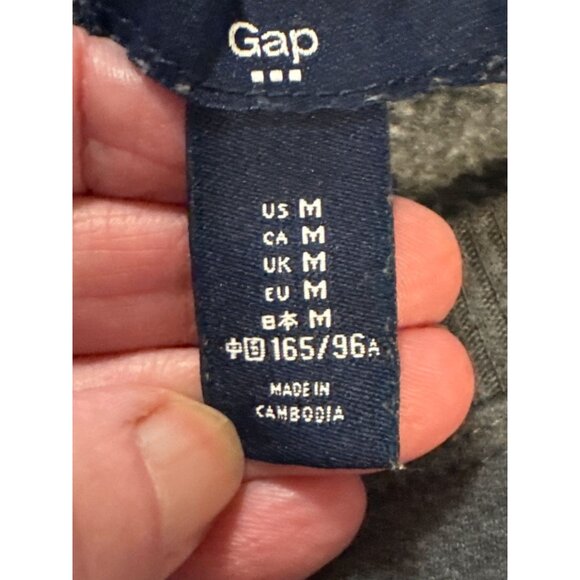 Gap
US M
CA M
UK M
EU M
日本 M
中国 165/96A
MADE IN
CAMBODIA